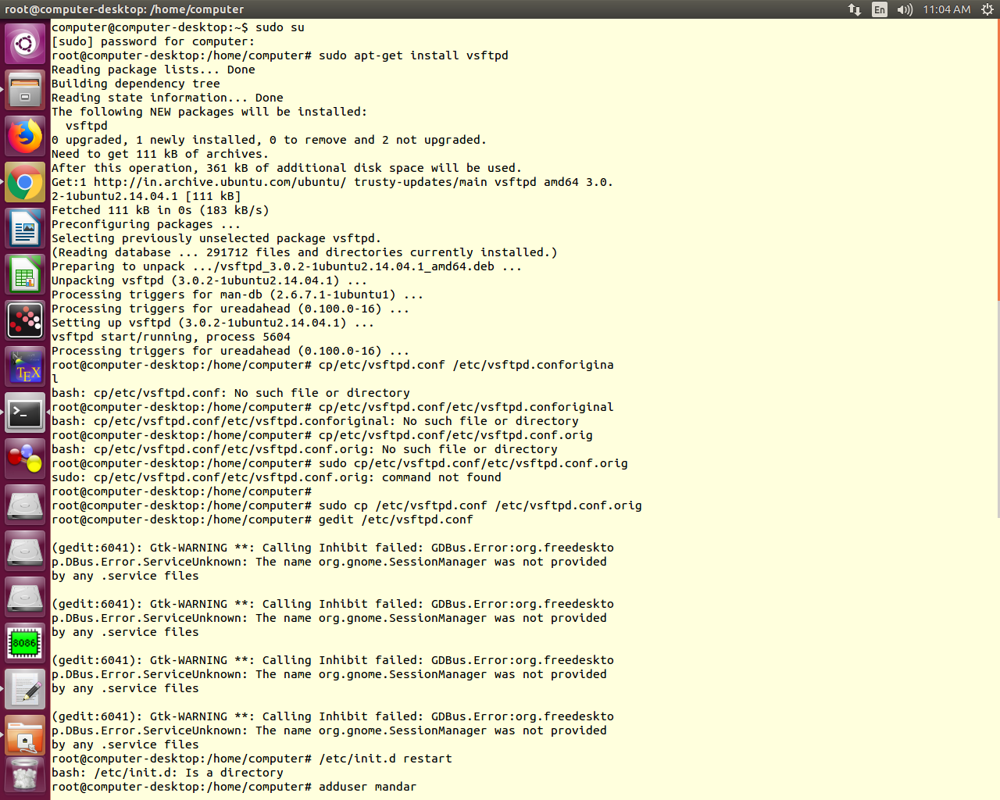 root@computer-desktop: /home/computer
En
11:04 AM
computer@computer-desktop:~$ sudo su
[sudo] password for computer:
root@computer-desktop:/home/computer# sudo apt-get install vsftpd
Reading package lists... Done
Building dependency tree
Reading state information... Done
The following NEW packages will be installed:
  vsftpd
0 upgraded, 1 newly installed, 0 to remove and 2 not upgraded.
Need to get 111 kB of archives.
After this operation, 361 kB of additional disk space will be used.
Get:1 http://in.archive.ubuntu.com/ubuntu/ trusty-updates/main vsftpd amd64 3.0.
2-1ubuntu2.14.04.1 [111 kB]
Fetched 111 kB in 0s (183 kB/s)
Preconfiguring packages ...
Selecting previously unselected package vsftpd.
(Reading database ... 291712 files and directories currently installed.)
Preparing to unpack .../vsftpd_3.0.2-1ubuntu2.14.04.1_amd64.deb ...
Unpacking vsftpd (3.0.2-1ubuntu2.14.04.1) ...
Processing triggers for man-db (2.6.7.1-1ubuntu1) ...
Processing triggers for ureadahead (0.100.0-16) ...
Setting up vsftpd (3.0.2-1ubuntu2.14.04.1) ...
vsftpd start/running, process 5604
Processing triggers for ureadahead (0.100.0-16) ...
root@computer-desktop:/home/computer# cp/etc/vsftpd.conf /etc/vsftpd.conforigina
l
bash: cp/etc/vsftpd.conf: No such file or directory
root@computer-desktop:/home/computer# cp/etc/vsftpd.conf/etc/vsftpd.conforiginal
bash: cp/etc/vsftpd.conf/etc/vsftpd.conforiginal: No such file or directory
root@computer-desktop:/home/computer# cp/etc/vsftpd.conf/etc/vsftpd.conf.orig
bash: cp/etc/vsftpd.conf/etc/vsftpd.conf.orig: No such file or directory
root@computer-desktop:/home/computer# sudo cp/etc/vsftpd.conf/etc/vsftpd.conf.orig
sudo: cp/etc/vsftpd.conf/etc/vsftpd.conf.orig: command not found
root@computer-desktop:/home/computer#
root@computer-desktop:/home/computer# sudo cp /etc/vsftpd.conf /etc/vsftpd.conf.orig
root@computer-desktop:/home/computer# gedit /etc/vsftpd.conf
(gedit:6041): Gtk-WARNING **: Calling Inhibit failed: GDBus.Error:org.freedeskto
p.DBus.Error.ServiceUnknown: The name org.gnome.SessionManager was not provided
by any .service files
(gedit:6041): Gtk-WARNING **: Calling Inhibit failed: GDBus.Error:org.freedeskto
p.DBus.Error.ServiceUnknown: The name org.gnome.SessionManager was not provided
by any .service files
(gedit:6041): Gtk-WARNING **: Calling Inhibit failed: GDBus.Error:org.freedeskto
p.DBus.Error.ServiceUnknown: The name org.gnome.SessionManager was not provided
by any .service files
(gedit:6041): Gtk-WARNING **: Calling Inhibit failed: GDBus.Error:org.freedeskto
p.DBus.Error.ServiceUnknown: The name org.gnome.SessionManager was not provided
by any .service files
root@computer-desktop:/home/computer# /etc/init.d restart
bash: /etc/init.d: Is a directory
root@computer-desktop:/home/computer# adduser mandar
TEX
8086